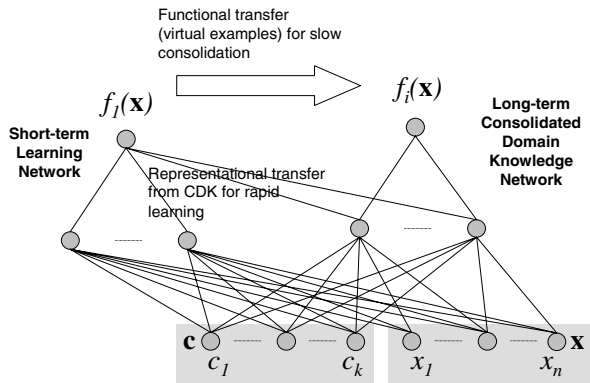 Functional transfer
(virtual examples) for slow
consolidation
f1(x)
fi(x)
Short-term
Learning
Network
Long-term
Consolidated
Domain
Knowledge
Network
Representational transfer
from CDK for rapid
learning
c
x
c1
ck
x1
xn